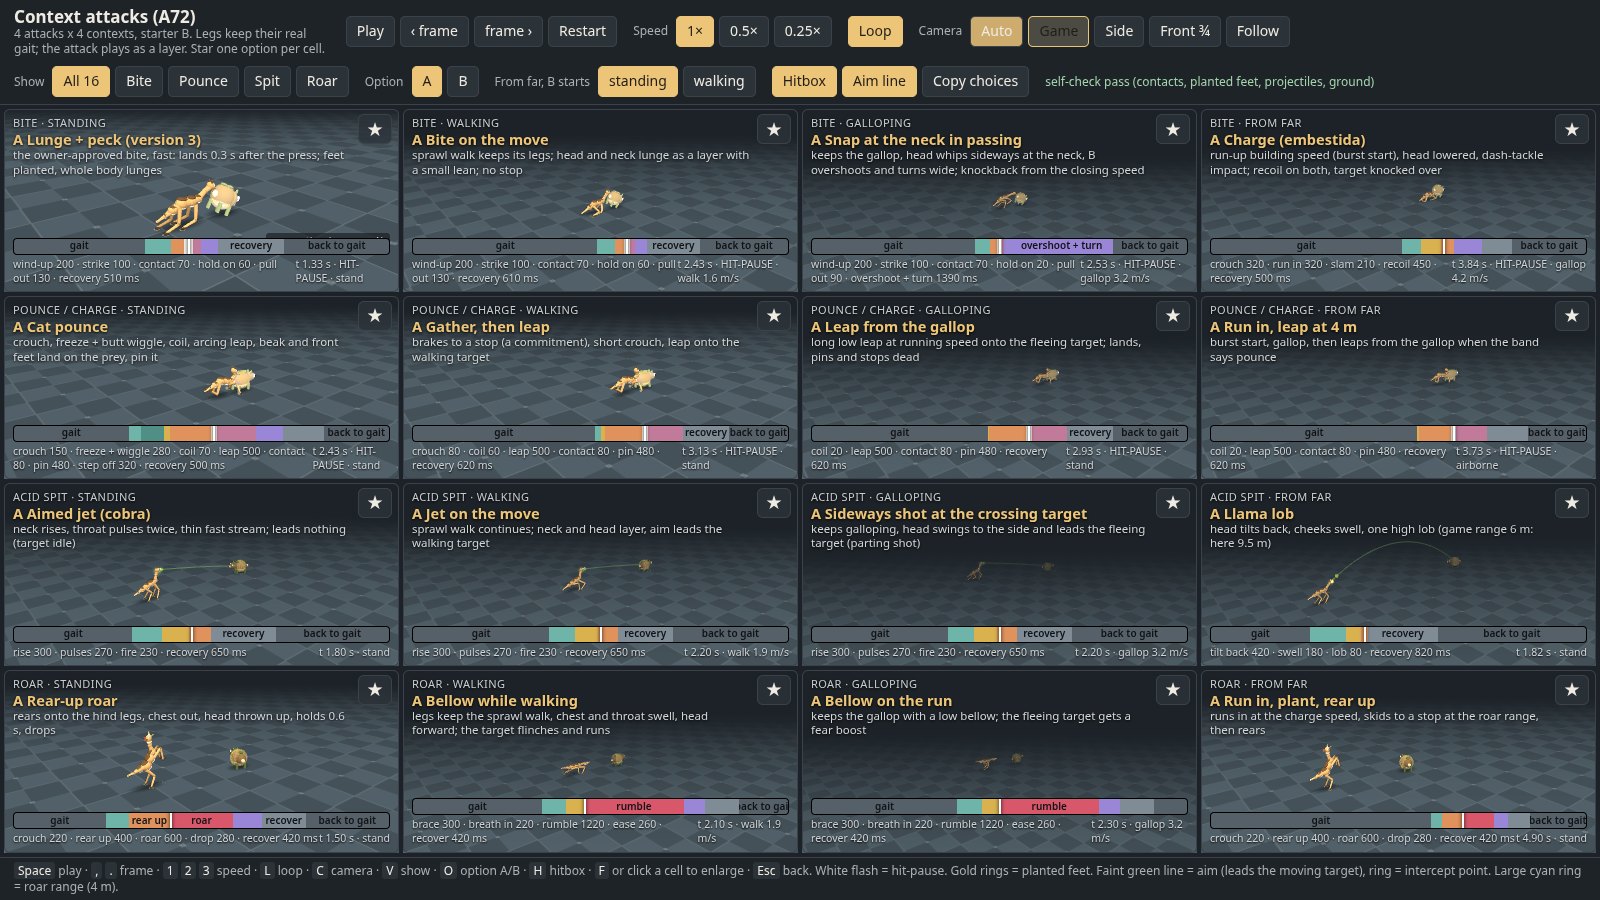 Context attacks (A72)
4 attacks x 4 contexts, starter B. Legs keep their real
gait; the attack plays as a layer. Star one option per cell.
Play ‹ frame frame › Restart Speed 1× 0.5× 0.25× Loop Camera Auto Game Side Front ¾ Follow
Show All 16 Bite Pounce Spit Roar Option A B From far, B starts standing walking Hitbox Aim line Copy choices self-check pass (contacts, planted feet, projectiles, ground)
BITE · STANDING
A Lunge + peck (version 3)
the owner-approved bite, fast: lands 0.3 s after the press; feet
planted, whole body lunges
gait recovery back to gait
wind-up 200 · strike 100 · contact 70 · hold on 60 · pull
out 130 · recovery 510 ms
t 1.33 s · HIT-
PAUSE · stand
BITE · WALKING
A Bite on the move
sprawl walk keeps its legs; head and neck lunge as a layer with
a small lean; no stop
gait recovery back to gait
wind-up 200 · strike 100 · contact 70 · hold on 60 · pull
out 130 · recovery 610 ms
t 2.43 s · HIT-PAUSE ·
walk 1.6 m/s
BITE · GALLOPING
A Snap at the neck in passing
keeps the gallop, head whips sideways at the neck, B
overshoots and turns wide; knockback from the closing speed
gait overshoot + turn back to gait
wind-up 200 · strike 100 · contact 70 · hold on 20 · pull
out 90 · overshoot + turn 1390 ms
t 2.53 s · HIT-PAUSE ·
gallop 3.2 m/s
BITE · FROM FAR
A Charge (embestida)
run-up building speed (burst start), head lowered, dash-tackle
impact; recoil on both, target knocked over
gait back to gait
crouch 320 · run in 320 · slam 210 · recoil 450 ·
recovery 500 ms
t 3.84 s · HIT-PAUSE · gallop
4.2 m/s
POUNCE / CHARGE · STANDING
A Cat pounce
crouch, freeze + butt wiggle, coil, arcing leap, beak and front
feet land on the prey, pin it
gait back to gait
crouch 150 · freeze + wiggle 280 · coil 70 · leap 500 · contact
80 · pin 480 · step off 320 · recovery 500 ms
t 2.43 s · HIT-
PAUSE · stand
POUNCE / CHARGE · WALKING
A Gather, then leap
brakes to a stop (a commitment), short crouch, leap onto the
walking target
gait recovery back to gait
crouch 80 · coil 60 · leap 500 · contact 80 · pin 480 ·
recovery 620 ms
t 3.13 s · HIT-PAUSE ·
stand
POUNCE / CHARGE · GALLOPING
A Leap from the gallop
long low leap at running speed onto the fleeing target; lands,
pins and stops dead
gait recovery back to gait
coil 20 · leap 500 · contact 80 · pin 480 · recovery
620 ms
t 2.93 s · HIT-PAUSE ·
stand
POUNCE / CHARGE · FROM FAR
A Run in, leap at 4 m
burst start, gallop, then leaps from the gallop when the band
says pounce
gait back to gait
coil 20 · leap 500 · contact 80 · pin 480 · recovery
620 ms
t 3.73 s · HIT-PAUSE ·
airborne
ACID SPIT · STANDING
A Aimed jet (cobra)
neck rises, throat pulses twice, thin fast stream; leads nothing
(target idle)
gait recovery back to gait
rise 300 · pulses 270 · fire 230 · recovery 650 ms t 1.80 s · stand
ACID SPIT · WALKING
A Jet on the move
sprawl walk continues; neck and head layer, aim leads the
walking target
gait recovery back to gait
rise 300 · pulses 270 · fire 230 · recovery 650 ms t 2.20 s · walk 1.9 m/s
ACID SPIT · GALLOPING
A Sideways shot at the crossing target
keeps galloping, head swings to the side and leads the fleeing
target (parting shot)
gait recovery back to gait
rise 300 · pulses 270 · fire 230 · recovery 650 ms t 2.20 s · gallop 3.2 m/s
ACID SPIT · FROM FAR
A Llama lob
head tilts back, cheeks swell, one high lob (game range 6 m:
here 9.5 m)
gait recovery back to gait
tilt back 420 · swell 180 · lob 80 · recovery 820 ms t 1.82 s · stand
ROAR · STANDING
A Rear-up roar
rears onto the hind legs, chest out, head thrown up, holds 0.6
s, drops
gait rear up roar recover back to gait
crouch 220 · rear up 400 · roar 600 · drop 280 · recover 420 ms t 1.50 s · stand
ROAR · WALKING
A Bellow while walking
legs keep the sprawl walk, chest and throat swell, head
forward; the target flinches and runs
gait rumble back to gait
brace 300 · breath in 220 · rumble 1220 · ease 260 ·
recover 420 ms
t 2.10 s · walk 1.9
m/s
ROAR · GALLOPING
A Bellow on the run
keeps the gallop with a low bellow; the fleeing target gets a
fear boost
gait rumble
brace 300 · breath in 220 · rumble 1220 · ease 260 ·
recover 420 ms
t 2.30 s · gallop 3.2
m/s
ROAR · FROM FAR
A Run in, plant, rear up
runs in at the charge speed, skids to a stop at the roar range,
then rears
gait back to gait
crouch 220 · rear up 400 · roar 600 · drop 280 · recover 420 ms t 4.90 s · stand
Space play · , . frame · 1 2 3 speed · L loop · C camera · V show · O option A/B · H hitbox · F or click a cell to enlarge · Esc back. White flash = hit-pause. Gold rings = planted feet. Faint green line = aim (leads the moving target), ring = intercept point. Large cyan ring
= roar range (4 m).